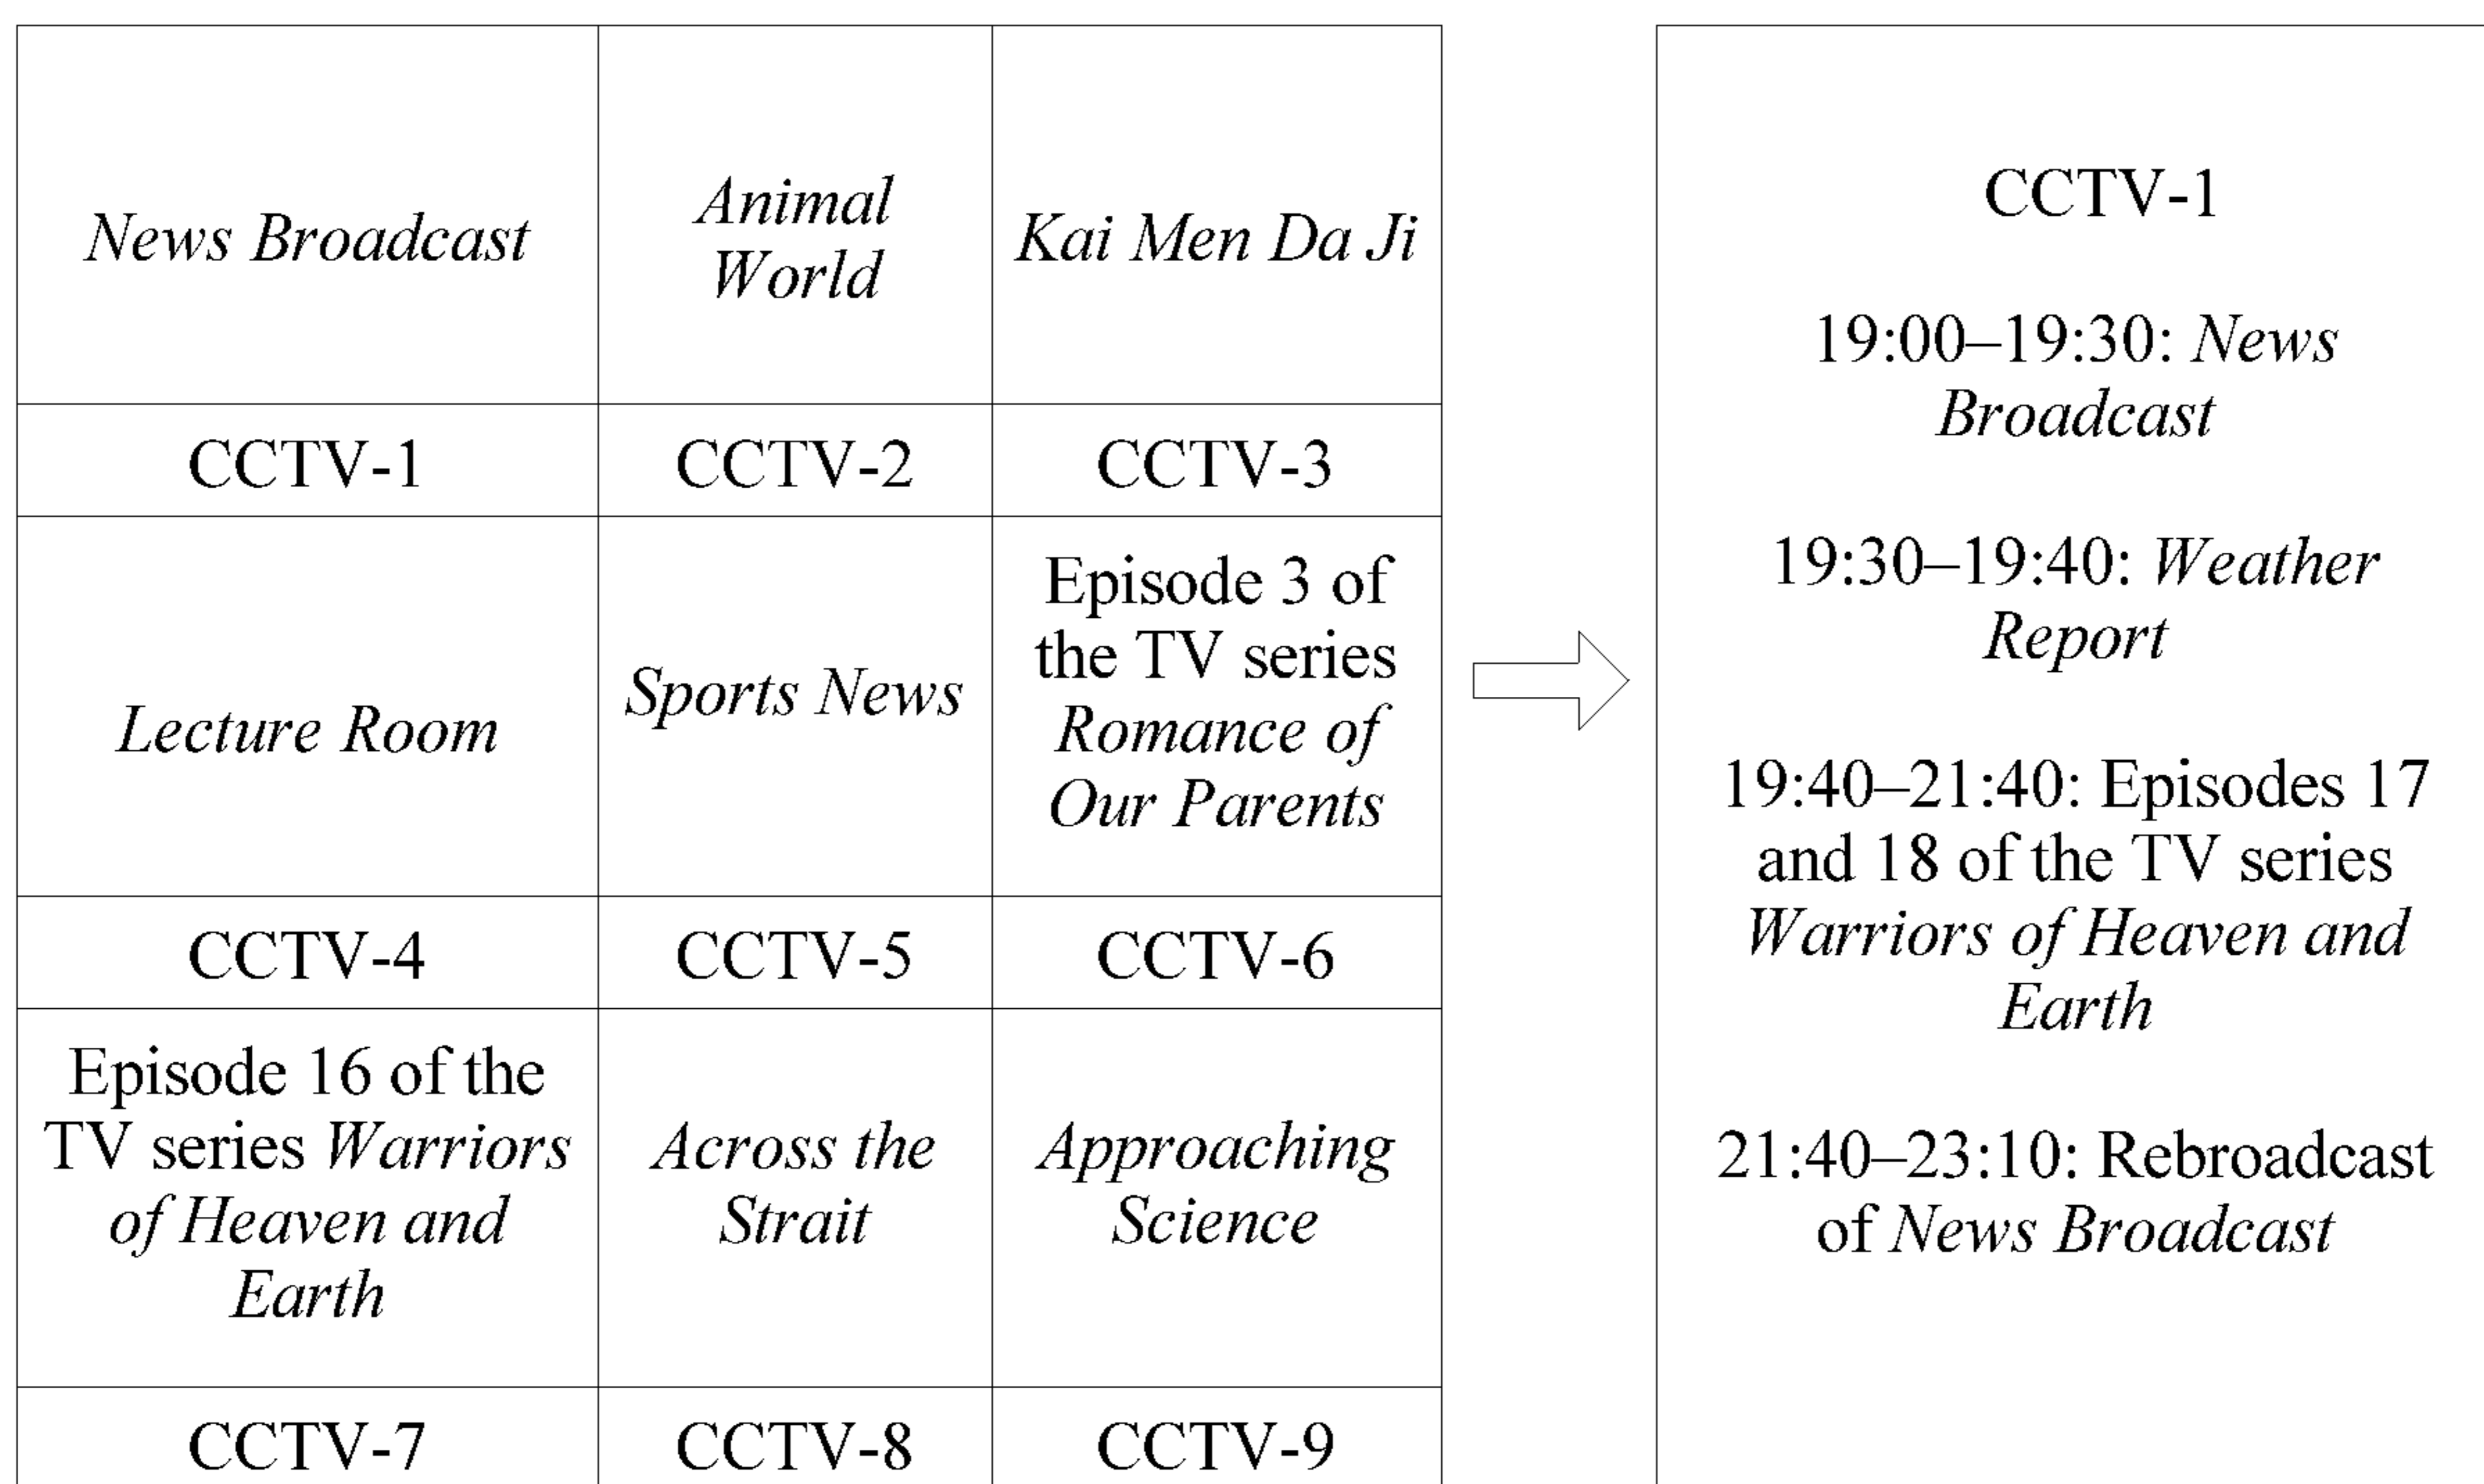 News Broadcast
Animal
World
Kai Men Da Ji
CCTV-1
CCTV-2
CCTV-3
Lecture Room
Sports News
Episode 3 of
the TV series
Romance of
Our Parents
CCTV-4
CCTV-5
CCTV-6
Episode 16 of the
TV series Warriors
of Heaven and
Earth
Across the
Strait
Approaching
Science
CCTV-7
CCTV-8
CCTV-9
CCTV-1
19:00–19:30: News
Broadcast
19:30–19:40: Weather
Report
19:40–21:40: Episodes 17
and 18 of the TV series
Warriors of Heaven and
Earth
21:40–23:10: Rebroadcast
of News Broadcast